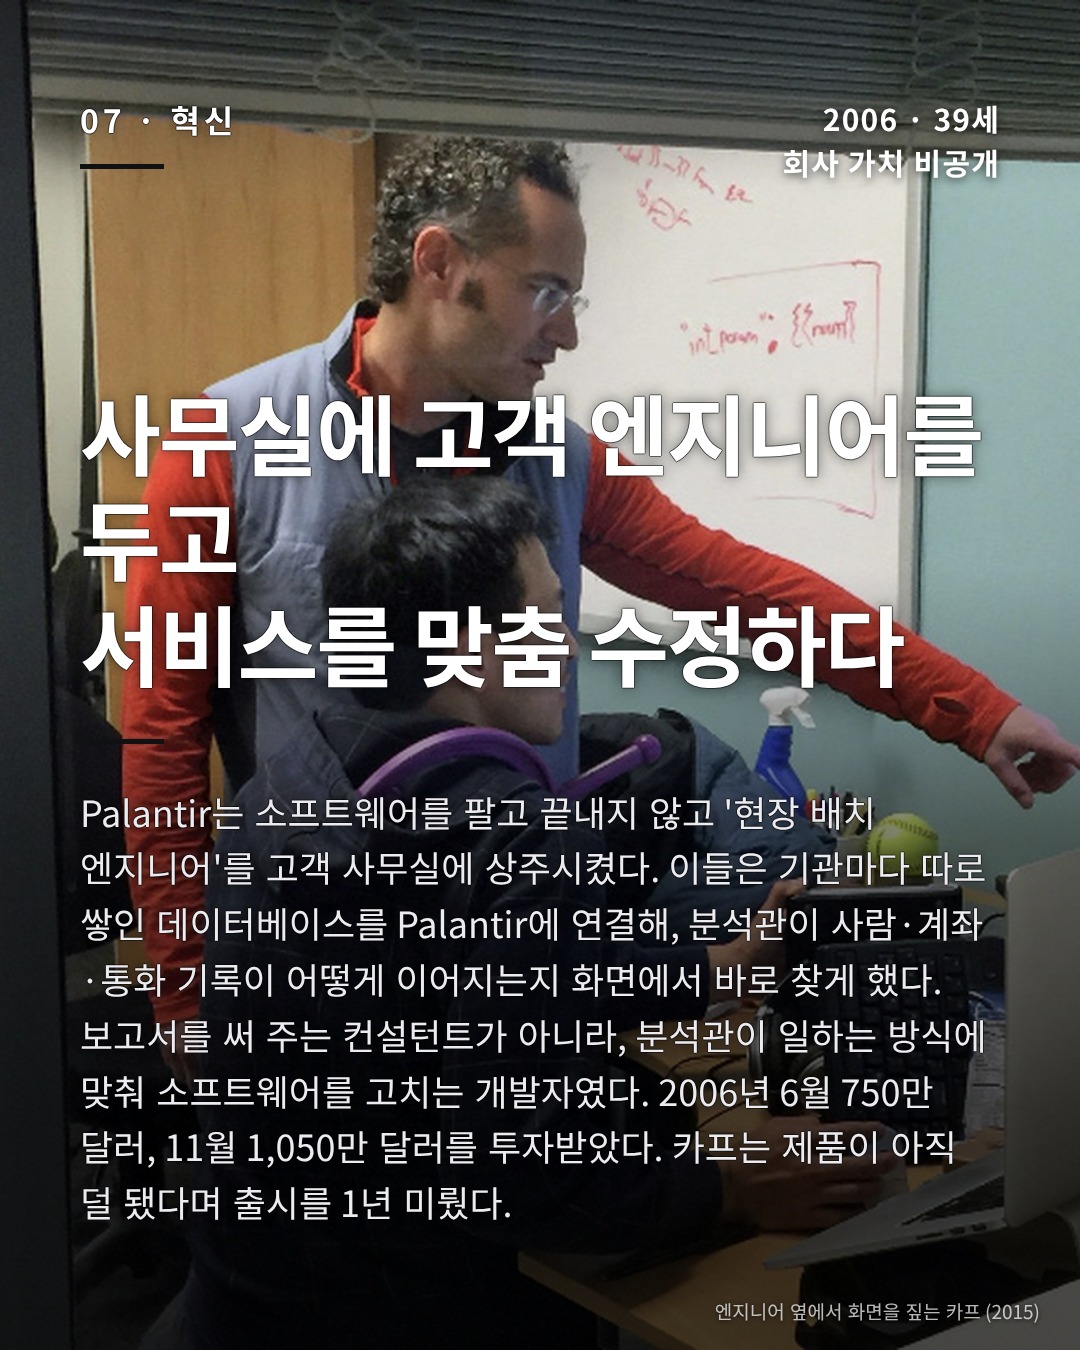 07 · 혁신
2006 · 39세
회사 가치 비공개
"int param": {{num}}
사무실에 고객 엔지니어를
두고
서비스를 맞춤 수정하다
Palantir는 소프트웨어를 팔고 끝내지 않고 '현장 배치
엔지니어'를 고객 사무실에 상주시켰다. 이들은 기관마다 따로
쌓인 데이터베이스를 Palantir에 연결해, 분석관이 사람·계좌
·통화 기록이 어떻게 이어지는지 화면에서 바로 찾게 했다.
보고서를 써 주는 컨설턴트가 아니라, 분석관이 일하는 방식에
맞춰 소프트웨어를 고치는 개발자였다. 2006년 6월 750만
달러, 11월 1,050만 달러를 투자받았다. 카프는 제품이 아직
덜 됐다며 출시를 1년 미뤘다.
엔지니어 옆에서 화면을 짚는 카프 (2015)